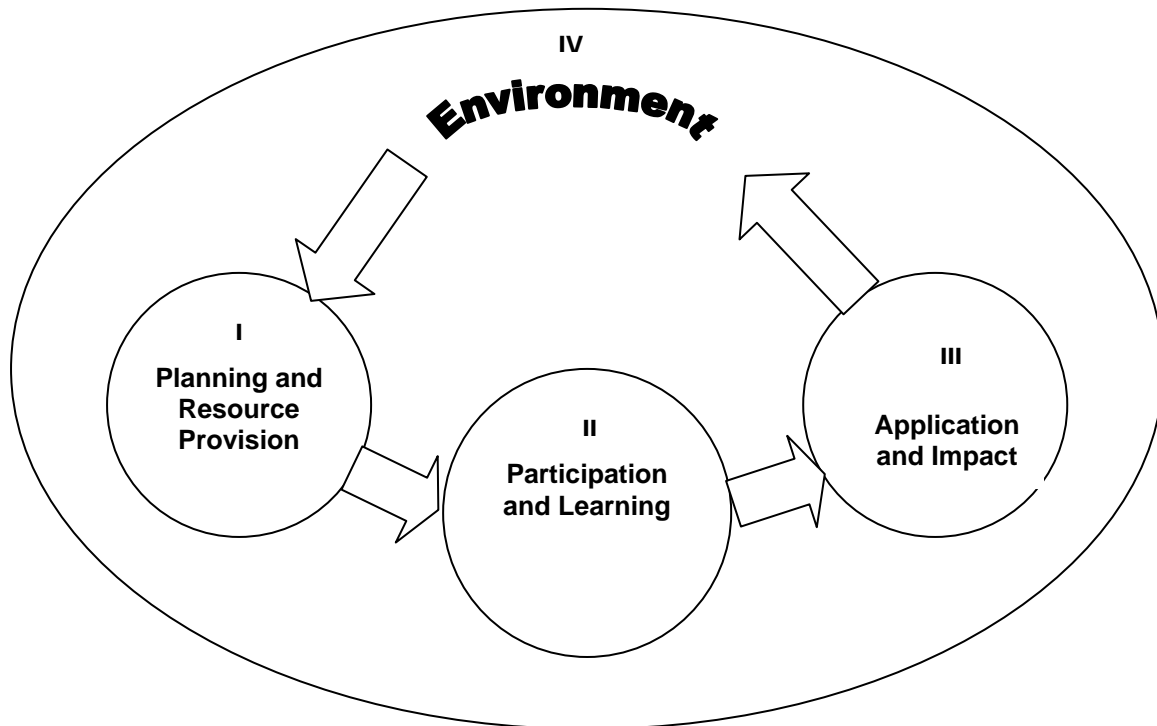 IV
Environment
I
Planning and
Resource
Provision
II
Participation
and Learning
III
Application
and Impact